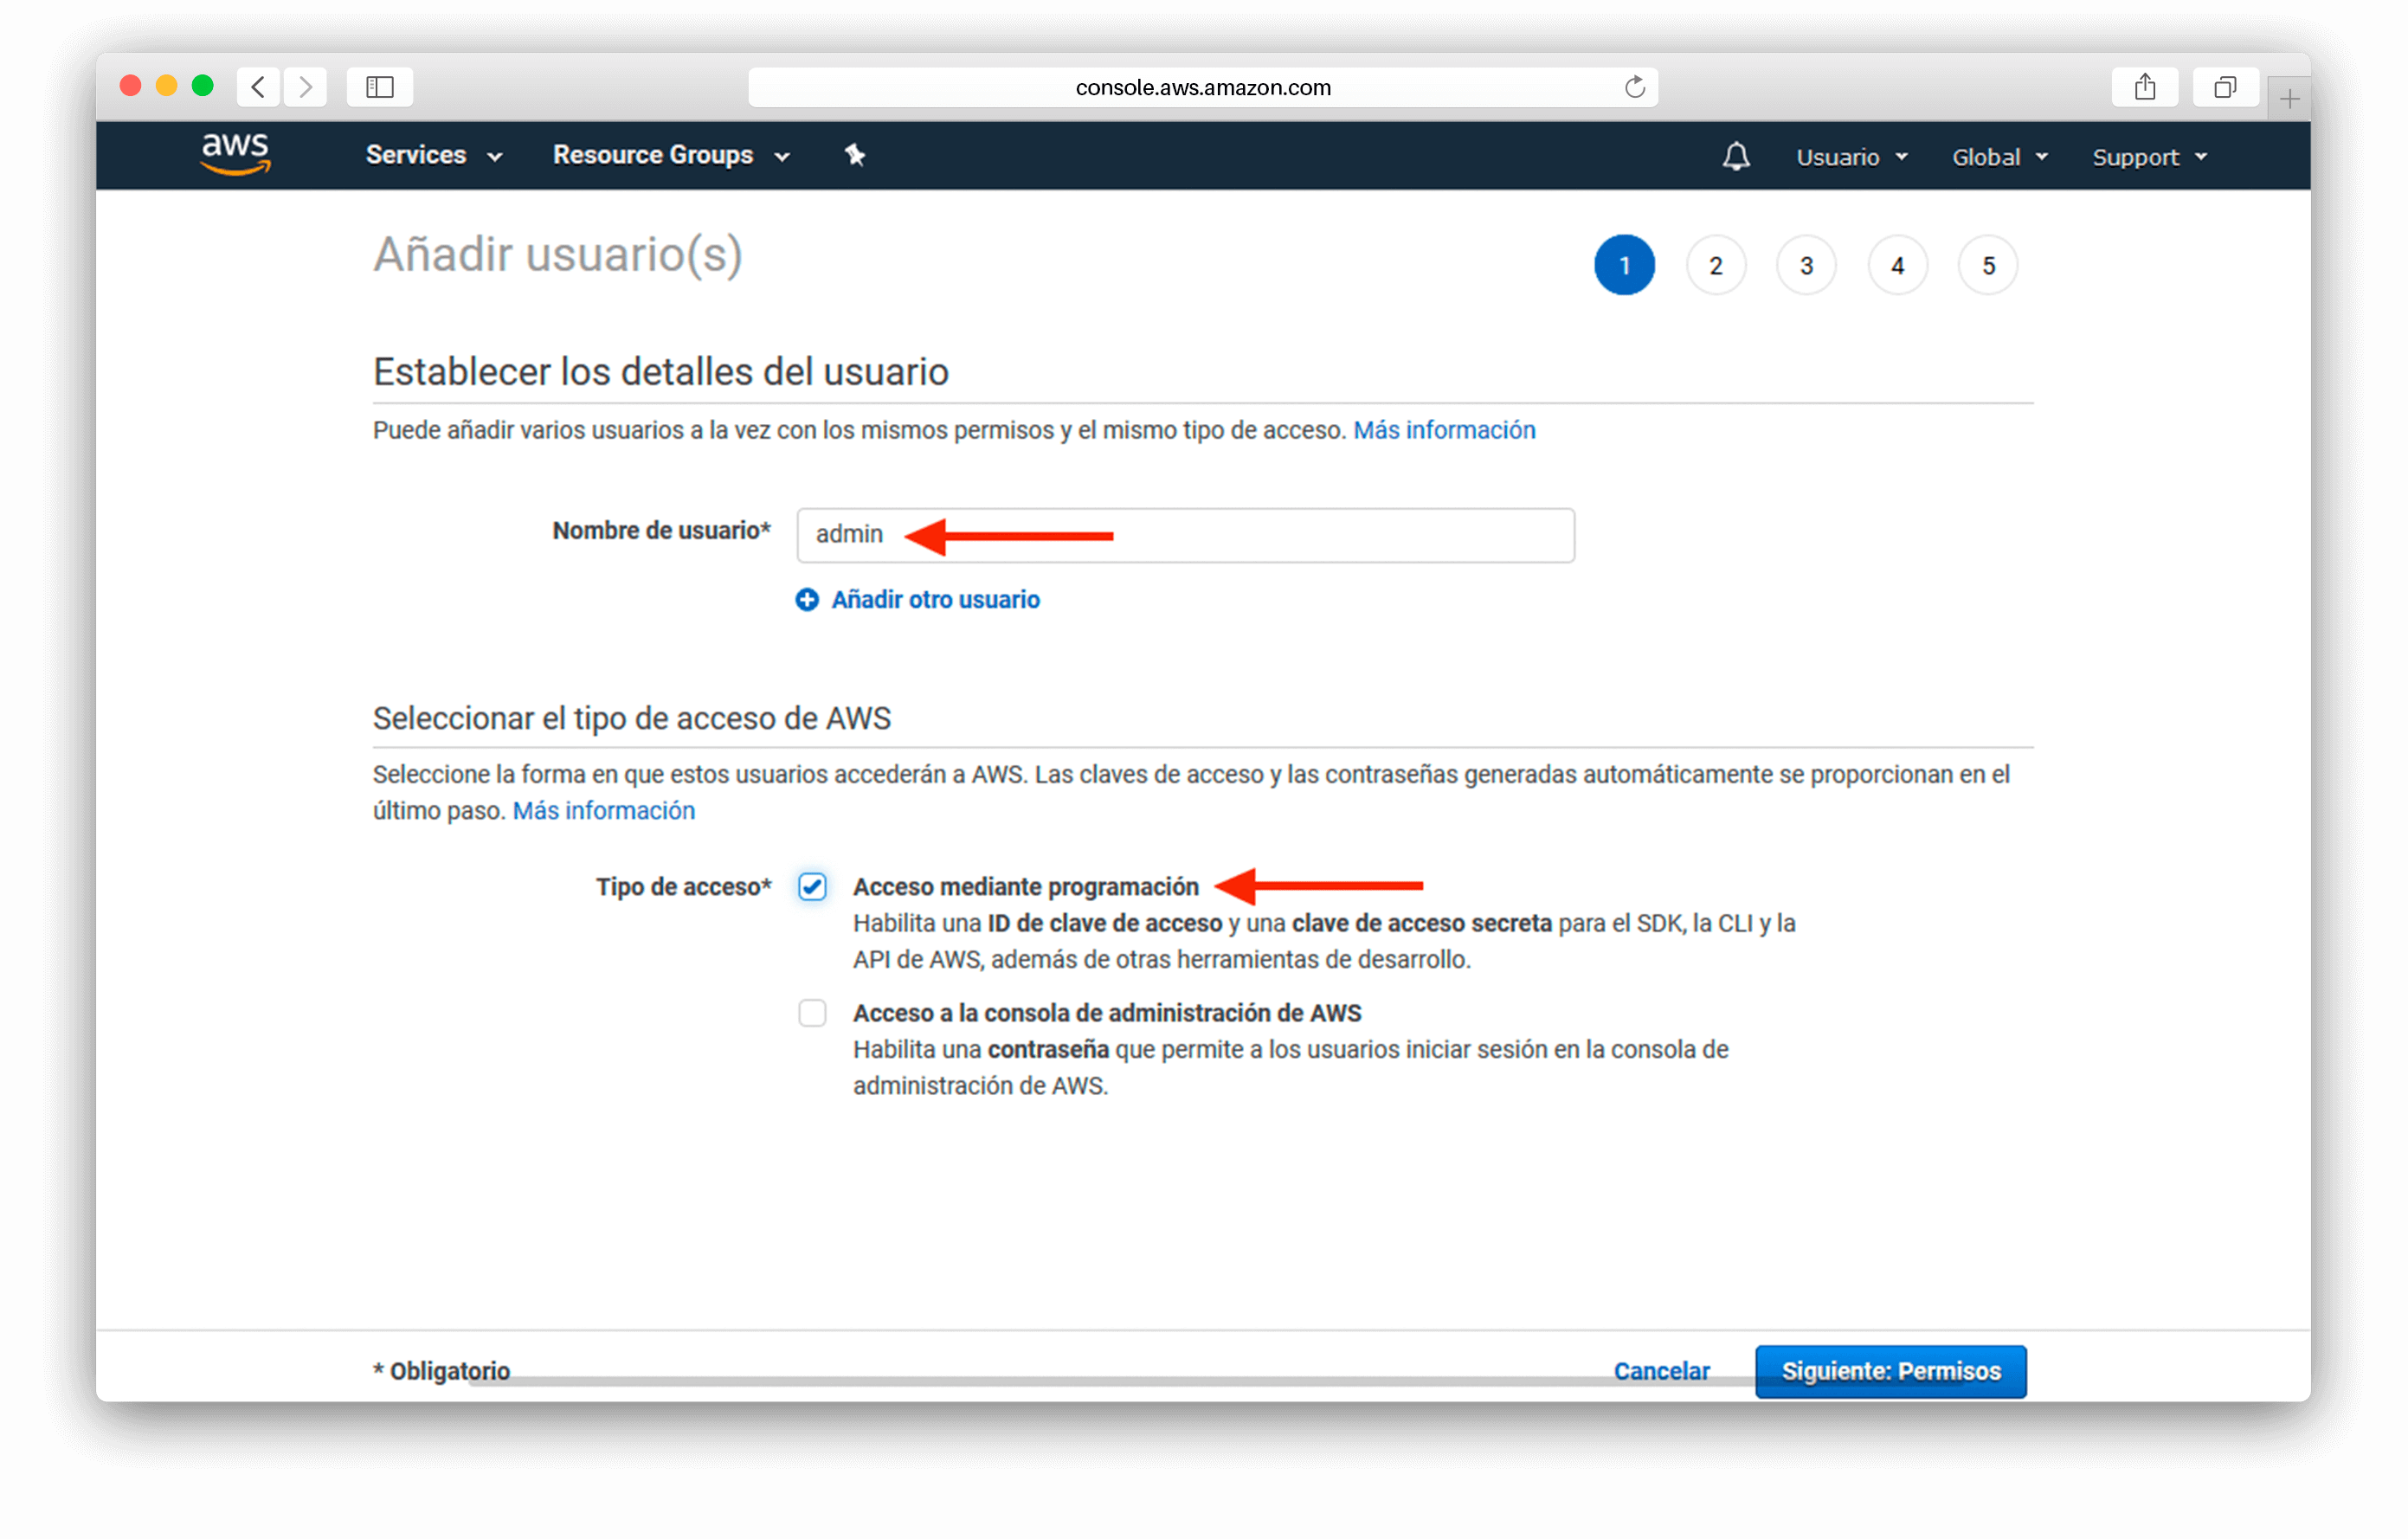 console.aws.amazon.com
aws Services Resource Groups Usuario Global Support
Añadir usuario(s) 1 2 3 4 5
Establecer los detalles del usuario
Puede añadir varios usuarios a la vez con los mismos permisos y el mismo tipo de acceso. Más información
Nombre de usuario* admin
Añadir otro usuario
Seleccionar el tipo de acceso de AWS
Seleccione la forma en que estos usuarios accederán a AWS. Las claves de acceso y las contraseñas generadas automáticamente se proporcionan en el
último paso. Más información
Tipo de acceso* Acceso mediante programación
Habilita una ID de clave de acceso y una clave de acceso secreta para el SDK, la CLI y la
API de AWS, además de otras herramientas de desarrollo.
Acceso a la consola de administración de AWS
Habilita una contraseña que permite a los usuarios iniciar sesión en la consola de
administración de AWS.
* Obligatorio Cancelar Siguiente: Permisos